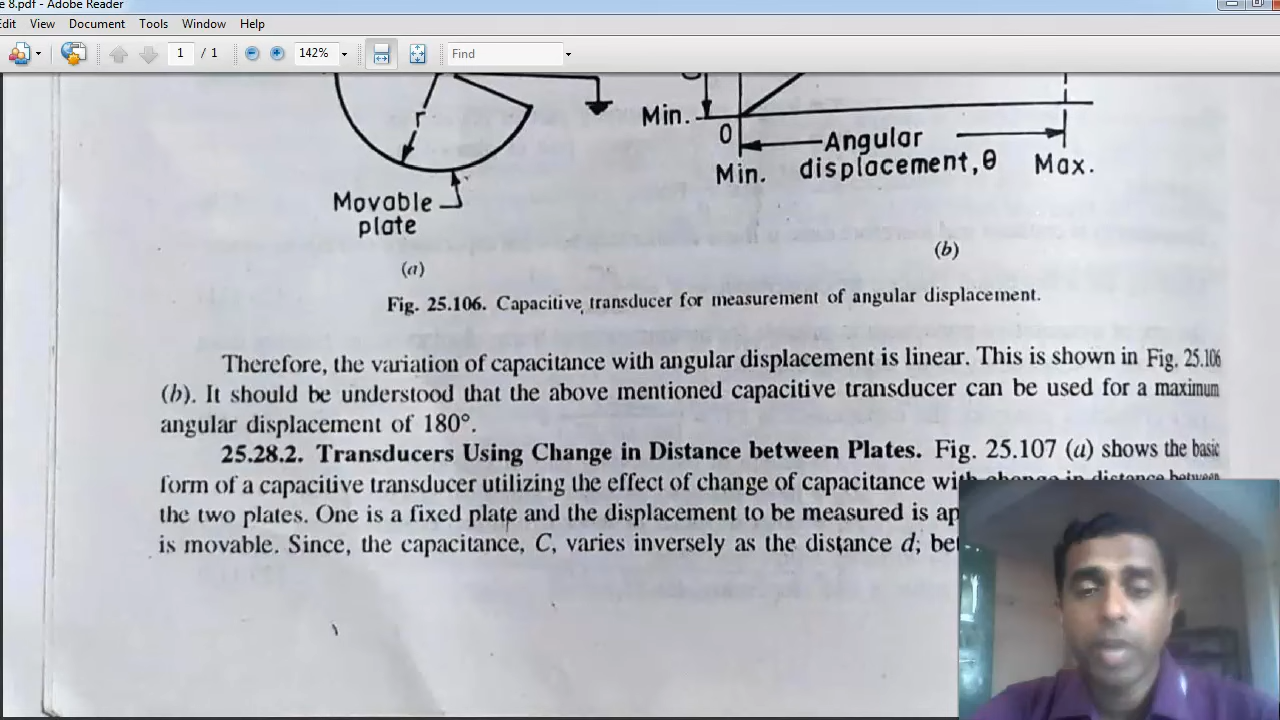 e 8.pdf - Adobe Reader
Edit View Document Tools Window Help
1 / 1 142% Find
r
Min.
0
Angular
displacement, θ
Min.
Max.
Movable
plate
(a)
(b)
Fig. 25.106. Capacitive transducer for measurement of angular displacement.
Therefore, the variation of capacitance with angular displacement is linear. This is shown in Fig. 25.106
(b). It should be understood that the above mentioned capacitive transducer can be used for a maximum
angular displacement of 180°.
25.28.2. Transducers Using Change in Distance between Plates. Fig. 25.107 (a) shows the basic
form of a capacitive transducer utilizing the effect of change of capacitance with change in distance between
the two plates. One is a fixed plate and the displacement to be measured is ap
is movable. Since, the capacitance, C, varies inversely as the distance d; bet